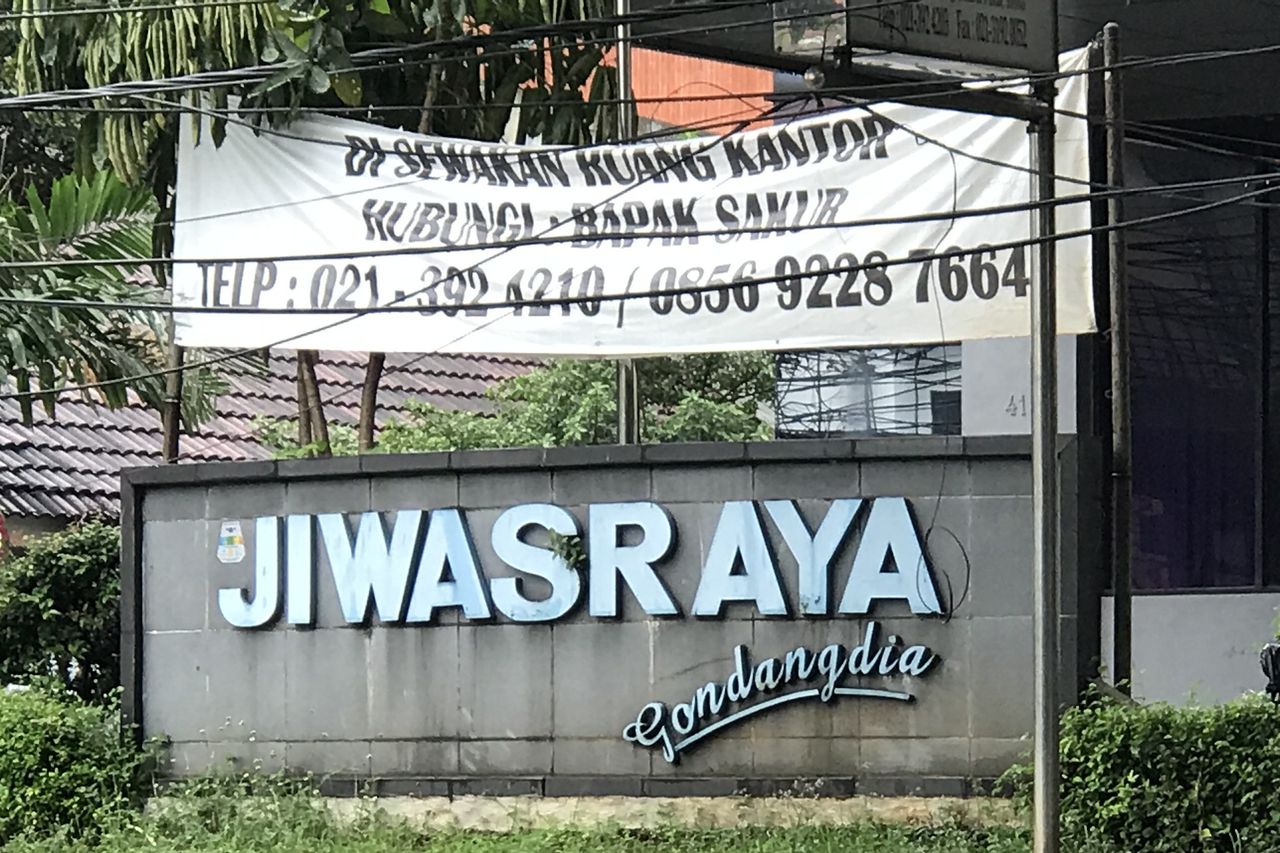 DI SEWAKAN RUANG KANTOR
HUBUNGI : BAPAK SAKUR
TELP : 021 - 392 4210 / 0856 9228 7664
41
JIWASRAYA
Gondangdia